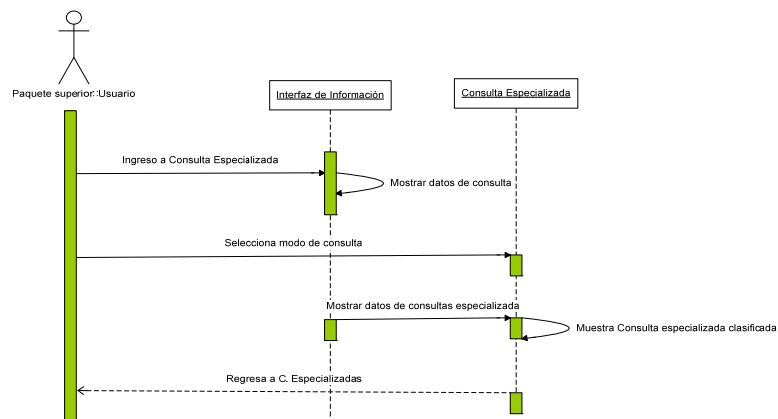 Paquete superior::Usuario
Interfaz de Información
Consulta Especializada
Ingreso a Consulta Especializada
Mostrar datos de consulta
Selecciona modo de consulta
Mostrar datos de consultas especializada
Muestra Consulta especializada clasificada
Regresa a C. Especializadas